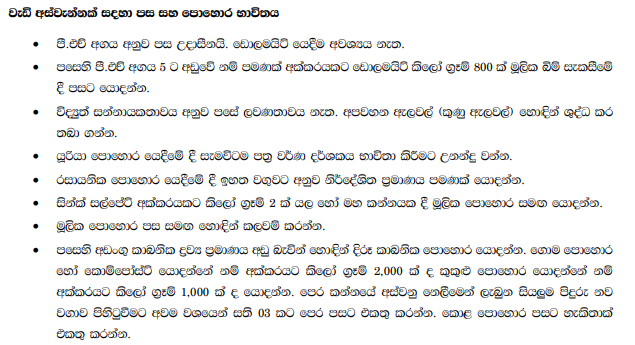 වැඩි අස්වැන්නක් සඳහා පස සහ පොහොර භාවිතය
• පී.එච් අගය අනුව පස උදාසීනයි. ඩොලමයිට් යෙදීම අවශ්‍යය නැත.
• පසෙහි පී.එච් අගය 5 ට අඩුවේ නම් පමණක් අක්කරයකට ඩොලමයිට් කිලෝ ග්‍රෑම් 800 ක් මූලික බිම් සැකසීමේ
දී පසට යොදන්න.
• විද්‍යුත් සන්නායකතාවය අනුව පසේ ලවණතාවය නැත. අපවහන ඇලවල් (කුණු ඇලවල්) හොඳින් ශුද්ධ කර
තබා ගන්න.
• යූරියා පොහොර යෙදීමේ දී සැමවිටම පත්‍ර වර්ණ දර්ශකය භාවිතා කිරීමට උනන්දු වන්න.
• රසායනික පොහොර යෙදීමේ දී ඉහත වගුවට අනුව නිර්දේශිත ප්‍රමාණය පමණක් යොදන්න.
• සින්ක් සල්පේට් අක්කරයකට කිලෝ ග්‍රෑම් 2 ක් යල හෝ මහ කන්නයක දී මූලික පොහොර සමඟ යොදන්න.
• මූලික පොහොර පස සමඟ හොඳින් කලවම් කරන්න.
• පසෙහි අඩංගු කාබනික ද්‍රව්‍ය ප්‍රමාණය අඩු බැවින් හොඳින් දිරූ කාබනික පොහොර යොදන්න. ගොම පොහොර
හෝ කොම්පෝස්ට් යොදන්නේ නම් අක්කරයට කිලෝ ග්‍රෑම් 2,000 ක් ද කුකුළු පොහොර යොදන්නේ නම්
අක්කරයට කිලෝ ග්‍රෑම් 1,000 ක් ද යොදන්න. පෙර කන්නයේ අස්වනු නෙලීමෙන් ලැබුන සියලුම පිදුරු නව
වගාව පිහිටුවීමට අවම වශයෙන් සති 03 කට පෙර පසට එකතු කරන්න. කොළ පොහොර පසට හැකිතාක්
එකතු කරන්න.